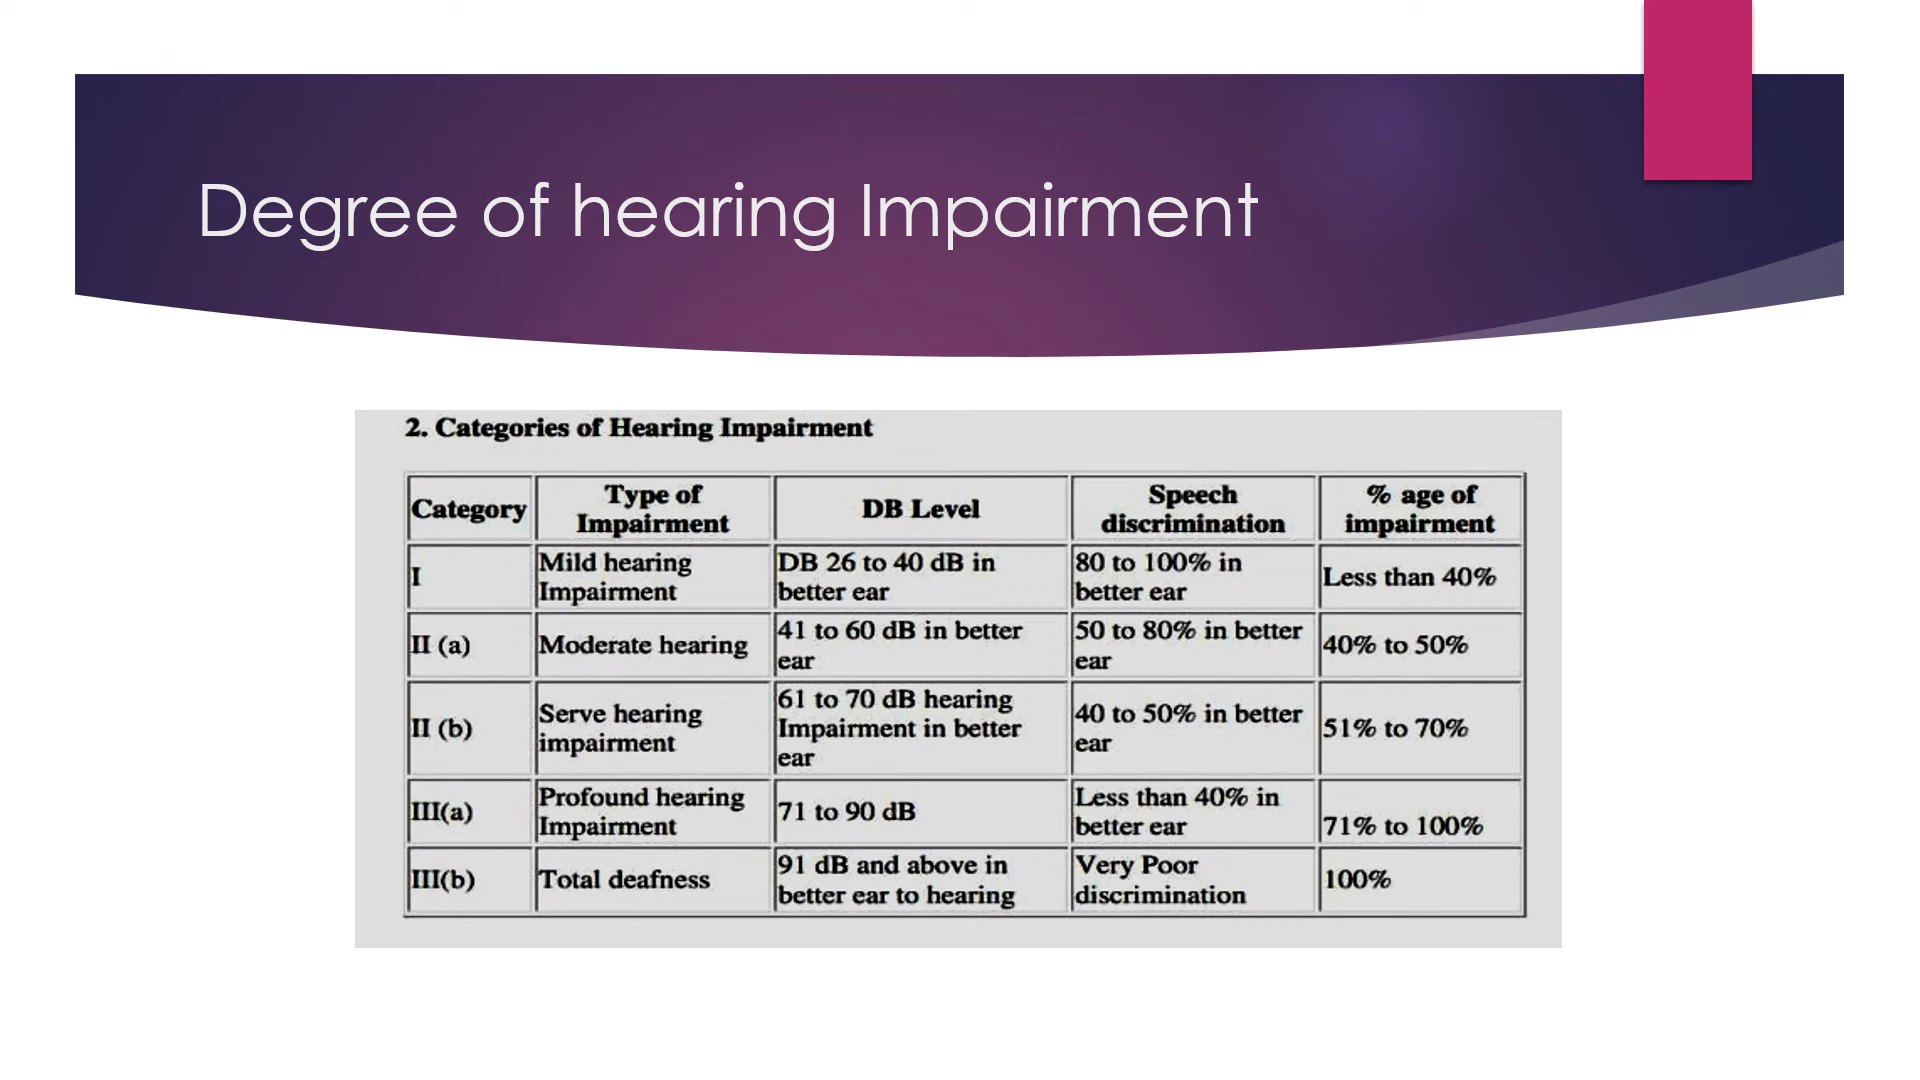 Degree of hearing Impairment
2. Categories of Hearing Impairment
Category Type of Impairment DB Level Speech discrimination % age of impairment
I Mild hearing Impairment DB 26 to 40 dB in better ear 80 to 100% in better ear Less than 40%
II (a) Moderate hearing 41 to 60 dB in better ear 50 to 80% in better ear 40% to 50%
II (b) Serve hearing impairment 61 to 70 dB hearing Impairment in better ear 40 to 50% in better ear 51% to 70%
III(a) Profound hearing Impairment 71 to 90 dB Less than 40% in better ear 71% to 100%
III(b) Total deafness 91 dB and above in better ear to hearing Very Poor discrimination 100%